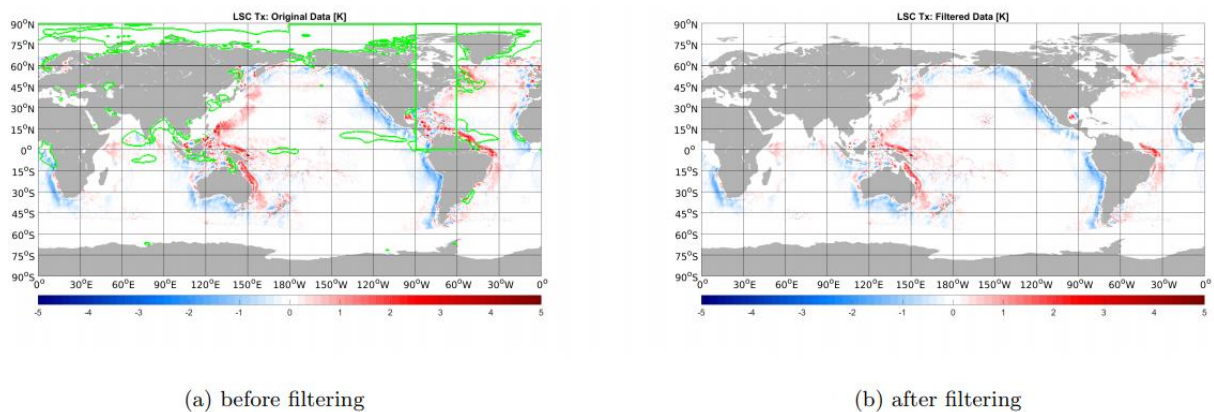 LSC Tx: Original Data [K]
90°N
75°N
60°N
45°N
30°N
15°N
0°
15°S
30°S
45°S
60°S
75°S
90°S
0° 30°E 60°E 90°E 120°E 150°E 180°W 150°W 120°W 90°W 60°W 30°W 0°
-5 -4 -3 -2 -1 0 1 2 3 4 5
(a) before filtering
LSC Tx: Filtered Data [K]
90°N
75°N
60°N
45°N
30°N
15°N
0°
15°S
30°S
45°S
60°S
75°S
90°S
0° 30°E 60°E 90°E 120°E 150°E 180°W 150°W 120°W 90°W 60°W 30°W 0°
-5 -4 -3 -2 -1 0 1 2 3 4 5
(b) after filtering